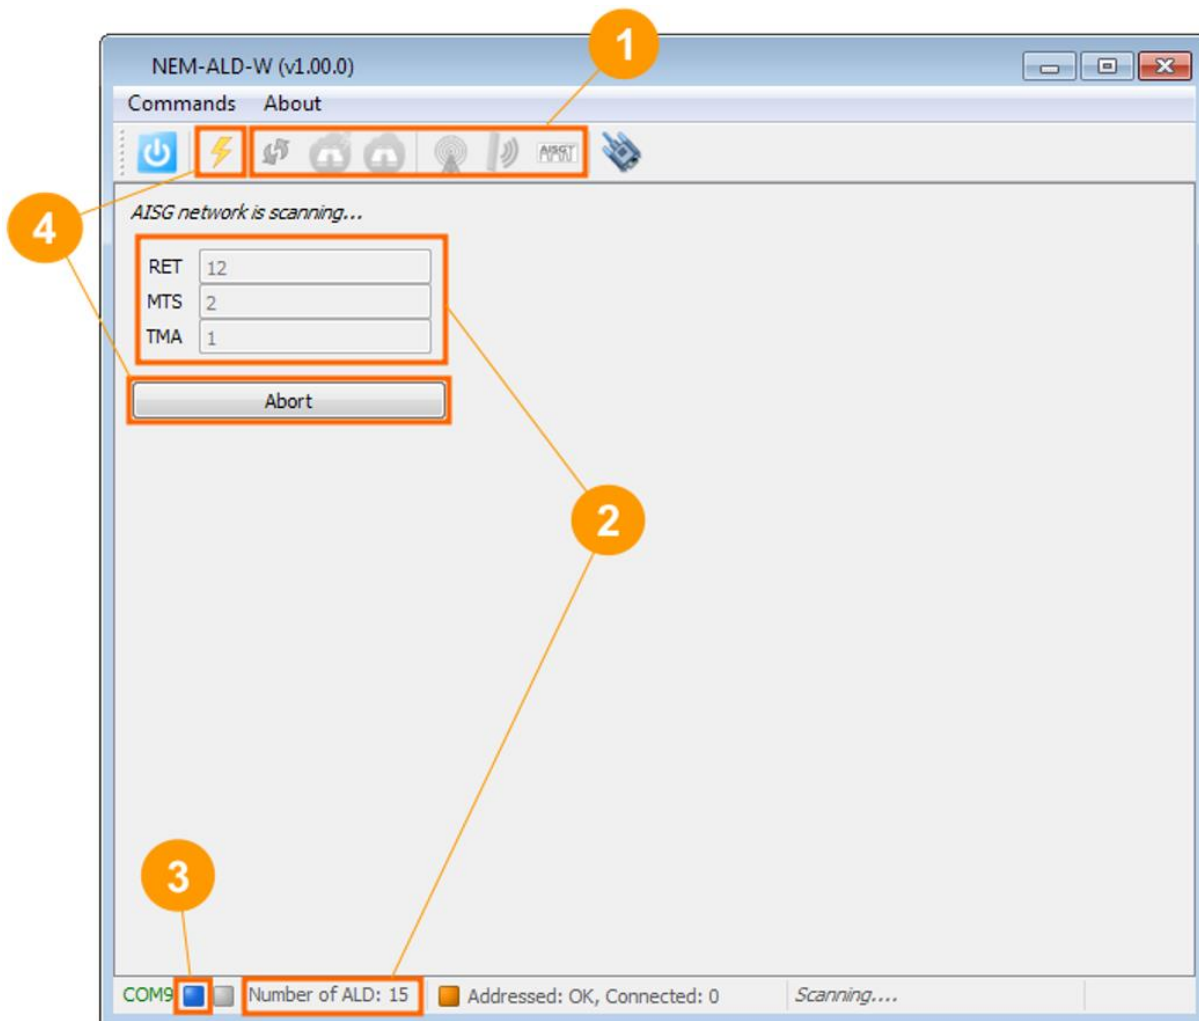 1
NEM-ALD-W (v1.00.0)
Commands About
AISG
4
AISG network is scanning...
RET 12
MTS 2
TMA 1
Abort
2
3
COM9 Number of ALD: 15 Addressed: OK, Connected: 0 Scanning....